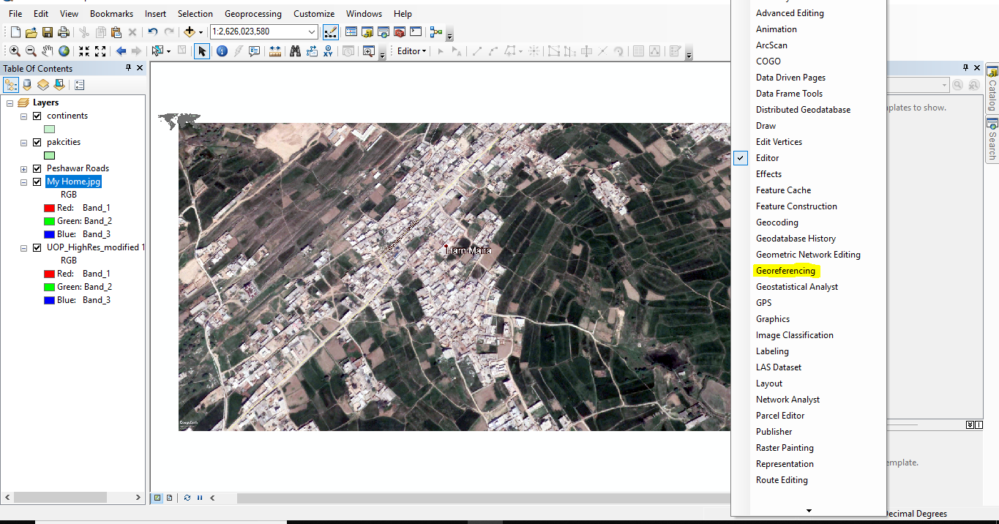 File Edit View Bookmarks Insert Selection Geoprocessing Customize Windows Help
1:2,626,023,580
Editor
Table Of Contents
Layers
continents
pakcities
Peshawar Roads
My Home.jpg
RGB
Red: Band_1
Green: Band_2
Blue: Band_3
UOP_HighRes_modified 1
RGB
Red: Band_1
Green: Band_2
Blue: Band_3
Harn Maira
Advanced Editing
Animation
ArcScan
COGO
Data Driven Pages
Data Frame Tools
Distributed Geodatabase
Draw
Edit Vertices
Editor
Effects
Feature Cache
Feature Construction
Geocoding
Geodatabase History
Geometric Network Editing
Georeferencing
Geostatistical Analyst
GPS
Graphics
Image Classification
Labeling
LAS Dataset
Layout
Network Analyst
Parcel Editor
Publisher
Raster Painting
Representation
Route Editing
plates to show.
emplate.
Decimal Degrees
Catalog
Search